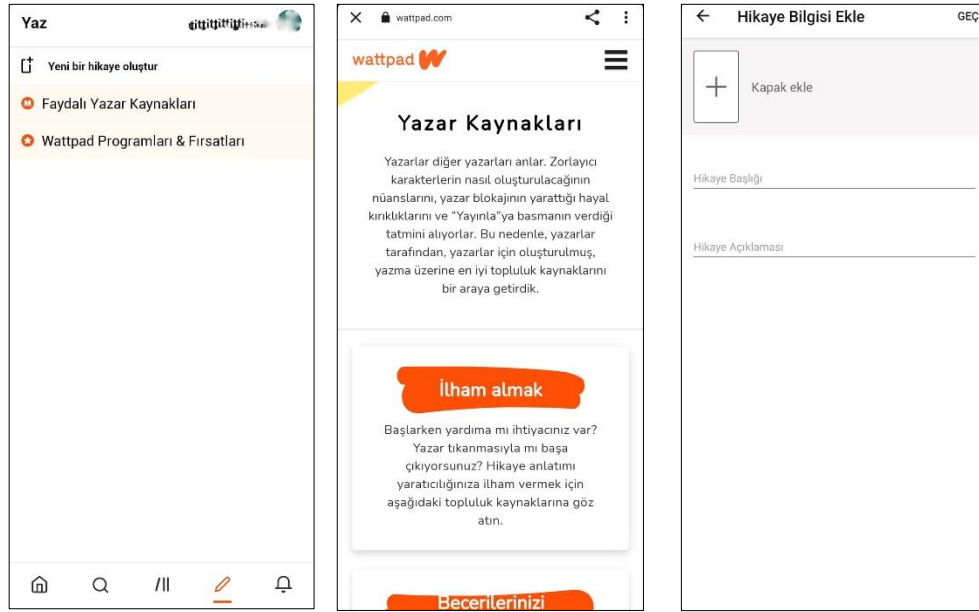 Yaz
Yeni bir hikaye oluştur
Faydalı Yazar Kaynakları
Wattpad Programları & Fırsatları
wattpad.com
wattpad
Yazar Kaynakları
Yazarlar diğer yazarları anlar. Zorlayıcı
karakterlerin nasıl oluşturulacağının
nüanslarını, yazar blokajının yarattığı hayal
kırıklıklarını ve "Yayınla"ya basmanın verdiği
tatmini alıyorlar. Bu nedenle, yazarlar
tarafından, yazarlar için oluşturulmuş,
yazma üzerine en iyi topluluk kaynaklarını
bir araya getirdik.
İlham almak
Başlarken yardıma mı ihtiyacınız var?
Yazar tıkanmasıyla mı başa
çıkıyorsunuz? Hikaye anlatımı
yaratıcılığınıza ilham vermek için
aşağıdaki topluluk kaynaklarına göz
atın.
Becerilerinizi
Hikaye Bilgisi Ekle
GEÇ
Kapak ekle
Hikaye Başlığı
Hikaye Açıklaması